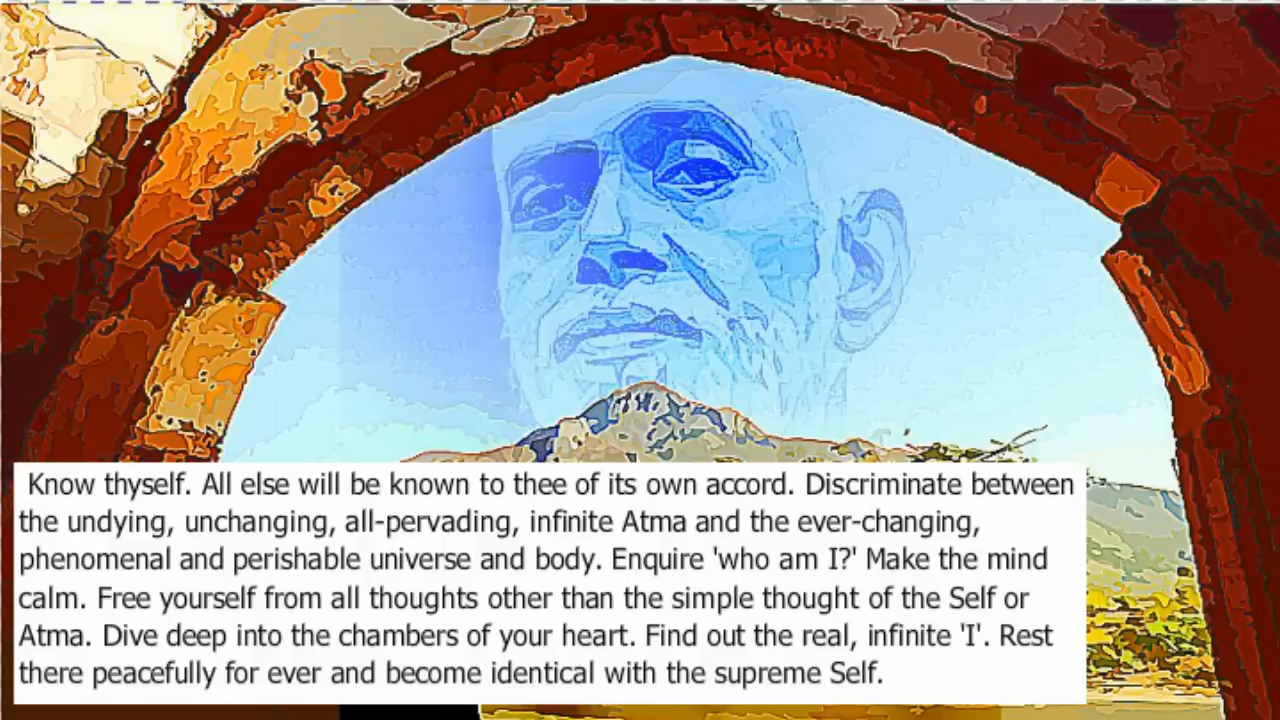 Know thyself. All else will be known to thee of its own accord. Discriminate between
the undying, unchanging, all-pervading, infinite Atma and the ever-changing,
phenomenal and perishable universe and body. Enquire 'who am I?' Make the mind
calm. Free yourself from all thoughts other than the simple thought of the Self or
Atma. Dive deep into the chambers of your heart. Find out the real, infinite 'I'. Rest
there peacefully for ever and become identical with the supreme Self.